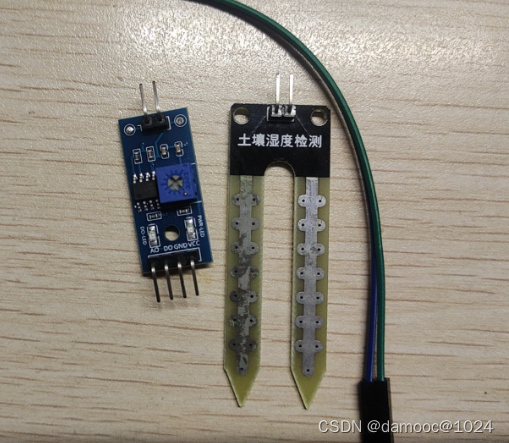 土壤湿度检测
DO-LED
PWR-LED
AO DO GND VCC
CSDN @damooc@1024